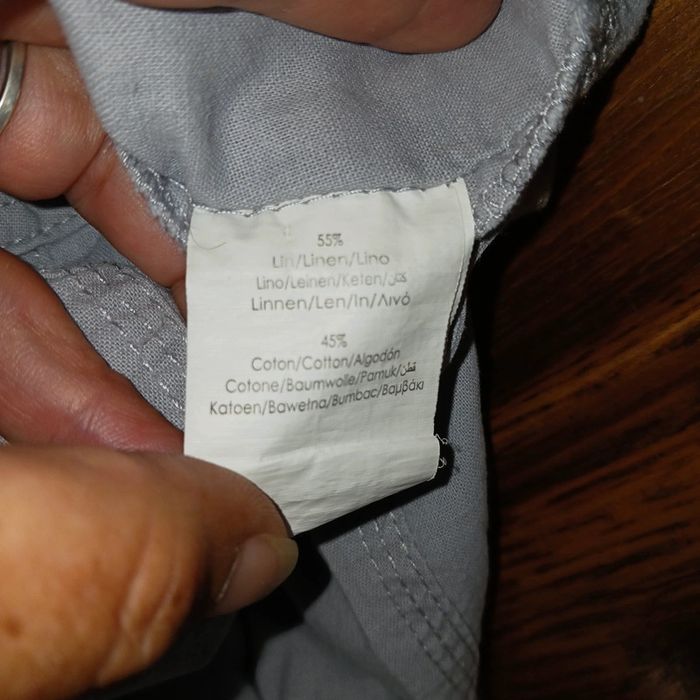 55%
Lin/Linen/Lino
Lino/Leinen/Keten/كتان
Linnen/Len/In/Λινό
45%
Coton/Cotton/Algodón
Cotone/Baumwolle/Pamuk/قطن
Katoen/Bawełna/Bumbac/Βαμβάκι